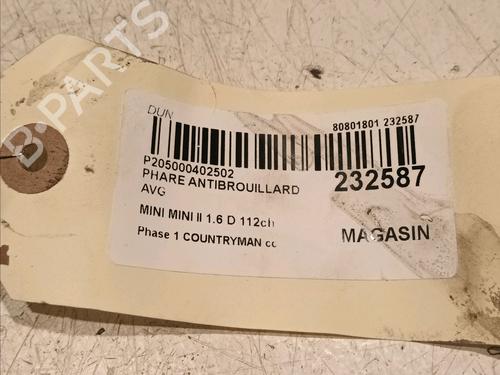 DUN
80801801 232587
P205000402502
PHARE ANTIBROUILLARD
AVG
232587
MINI MINI II 1.6 D 112ch
Phase 1 COUNTRYMAN cc
MAGASIN
B-PARTS